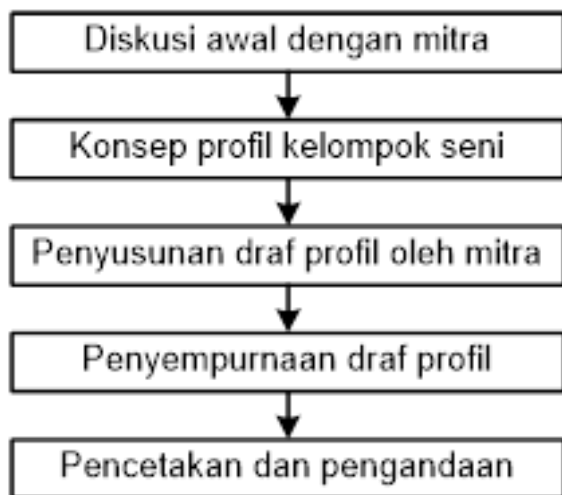 Diskusi awal dengan mitra
Konsep profil kelompok seni
Penyusunan draf profil oleh mitra
Penyempurnaan draf profil
Pencetakan dan pengandaan